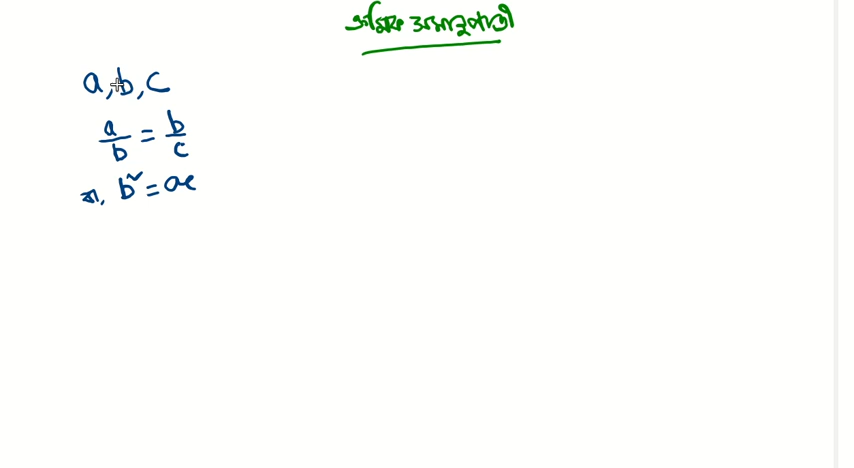 ক্রমিক সমানুপাতী
a, b, c
a/b = b/c
বা, b² = ac